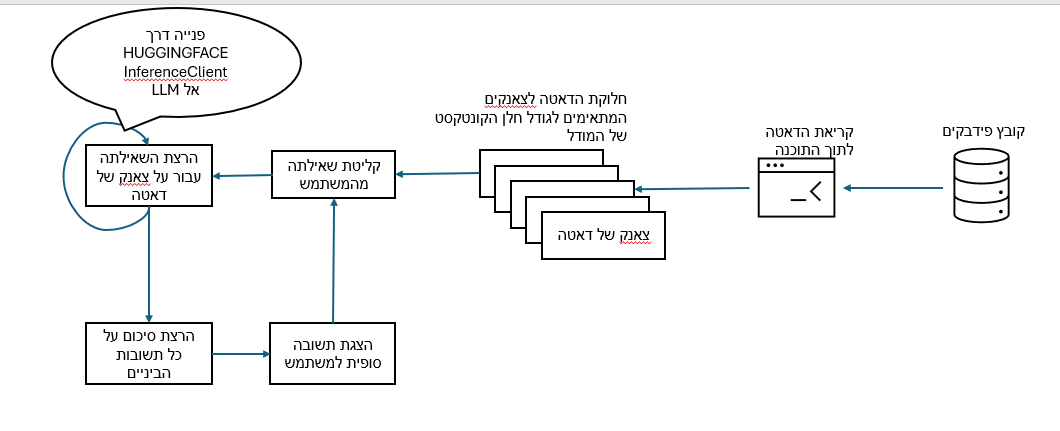 קובץ פידבקים
קריאת הדאטה
לתוך התוכנה
חלוקת הדאטה לצאנקים
המתאימים לגודל חלון הקונטקסט
של המודל
צאנק של דאטה
קליטת שאילתה
מהמשתמש
פנייה דרך
HUGGINGFACE
InferenceClient
אל LLM
הרצת השאילתה
עבור על צאנק של
דאטה
הרצת סיכום על
כל תשובות
הביניים
הצגת תשובה
סופית למשתמש